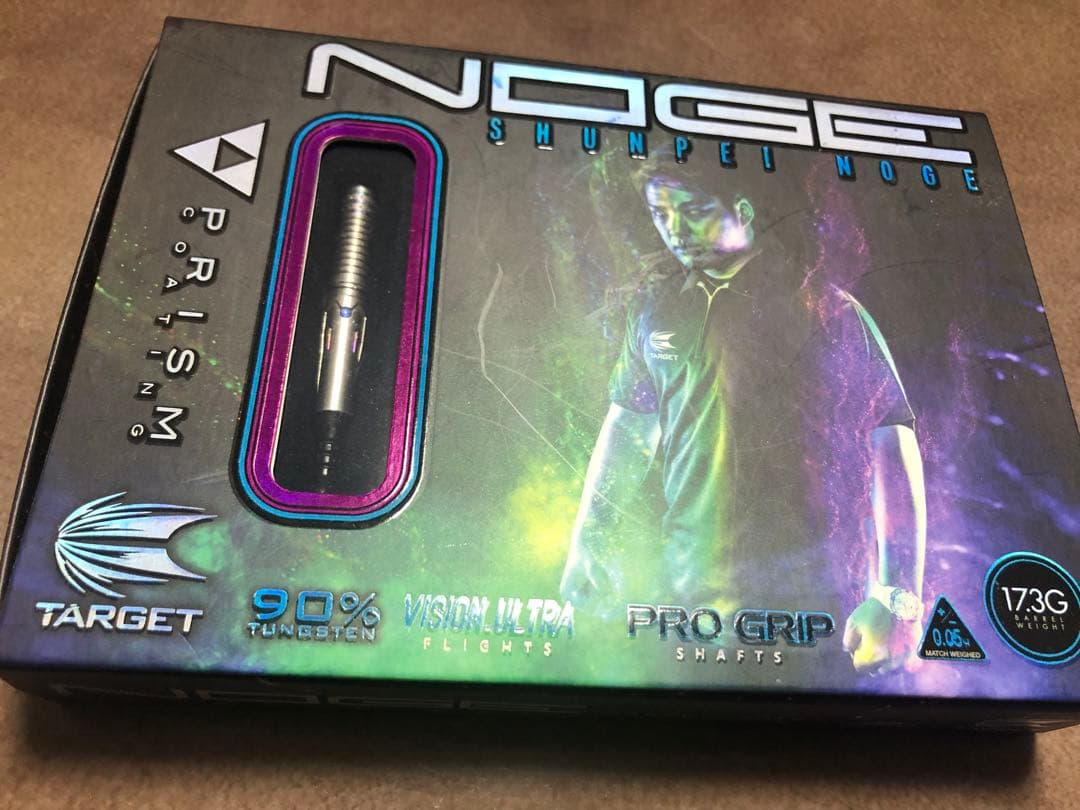 NOGE
SHUNPEI NOGE
PRISM
COATING
TARGET
TARGET
90%
TUNGSTEN
VISION.ULTRA
FLIGHTS
PRO GRIP
SHAFTS
+/-
0.05G
MATCH WEIGHED
17.3G
BARREL
WEIGHT
NOGE